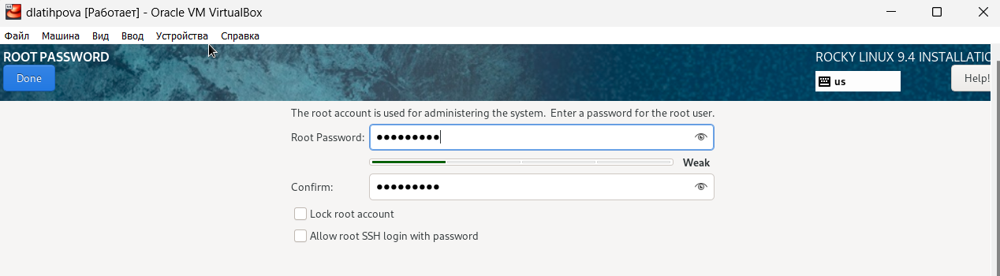 dlatihpova [Работает] - Oracle VM VirtualBox
Файл Машина Вид Ввод Устройства Справка
ROOT PASSWORD
ROCKY LINUX 9.4 INSTALLATIO
Done
us
Help!
The root account is used for administering the system. Enter a password for the root user.
Root Password: ●●●●●●●●●
Weak
Confirm: ●●●●●●●●●
Lock root account
Allow root SSH login with password